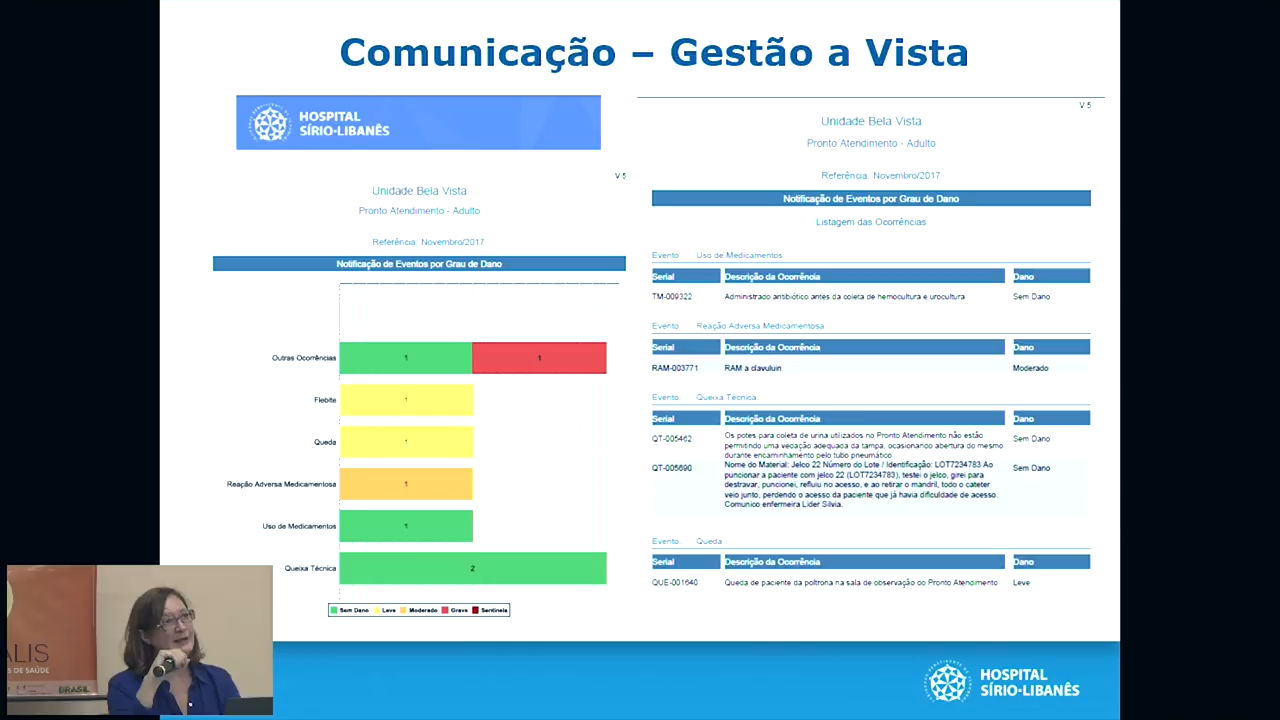 Comunicação – Gestão a Vista
HOSPITAL
SÍRIO-LIBANÊS
V.5
Unidade Bela Vista
Pronto Atendimento - Adulto
Referência: Novembro/2017
Notificação de Eventos por Grau de Dano
Outras Ocorrências
1
1
Flebite
1
Queda
1
Reação Adversa Medicamentosa
1
Uso de Medicamentos
1
Queixa Técnica
2
Sem Dano Leve Moderado Grave Sentinela
V.5
Unidade Bela Vista
Pronto Atendimento - Adulto
Referência: Novembro/2017
Notificação de Eventos por Grau de Dano
Listagem das Ocorrências
Evento: Uso de Medicamentos
Serial Descrição da Ocorrência Dano
TM-009322 Administrado antibiótico antes da coleta de hemocultura e urocultura Sem Dano
Evento: Reação Adversa Medicamentosa
Serial Descrição da Ocorrência Dano
RAM-003771 RAM a clavuluin Moderado
Evento: Queixa Técnica
Serial Descrição da Ocorrência Dano
QT-005462 Os potes para coleta de urina utilizados no Pronto Atendimento não estão Sem Dano
permitindo uma vedação adequada da tampa, ocasionando abertura do mesmo
durante encaminhamento pelo tubo pneumático.
QT-005690 Nome do Material: Jelco 22 Número do Lote / Identificação: LOT7234783 Ao Sem Dano
puncionar a paciente com jelco 22 (LOT7234783), testei o jelco, girei para
destravar, puncionei, refluiu no acesso, e ao retirar o mandril, todo o cateter
veio junto, perdendo o acesso da paciente que já havia dificuldade de acesso.
Comunico enfermeira Lider Silvia.
Evento: Queda
Serial Descrição da Ocorrência Dano
QUE-001640 Queda de paciente da poltrona na sala de observação do Pronto Atendimento Leve
ALIS
S DE SAÚDE
BRASIL
HOSPITAL
SÍRIO-LIBANÊS